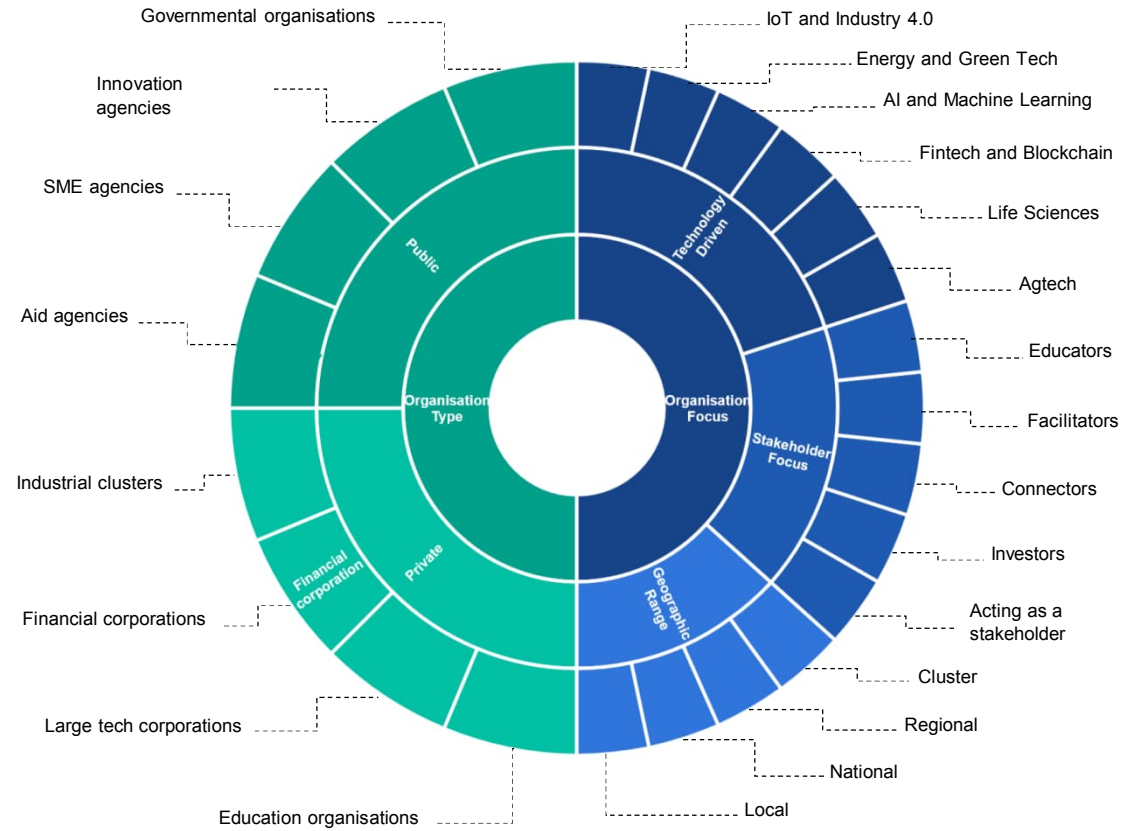 Governmental organisations
IoT and Industry 4.0
Energy and Green Tech
Innovation
agencies
AI and Machine Learning
Fintech and Blockchain
SME agencies
Life Sciences
Technology
Driven
Public
Agtech
Aid agencies
Educators
Organisation
Type
Organisation
Focus
Facilitators
Stakeholder
Focus
Industrial clusters
Connectors
Investors
Private
Financial
corporation
Geographic
Range
Financial corporations
Acting as a
stakeholder
Cluster
Large tech corporations
Regional
National
Education organisations
Local